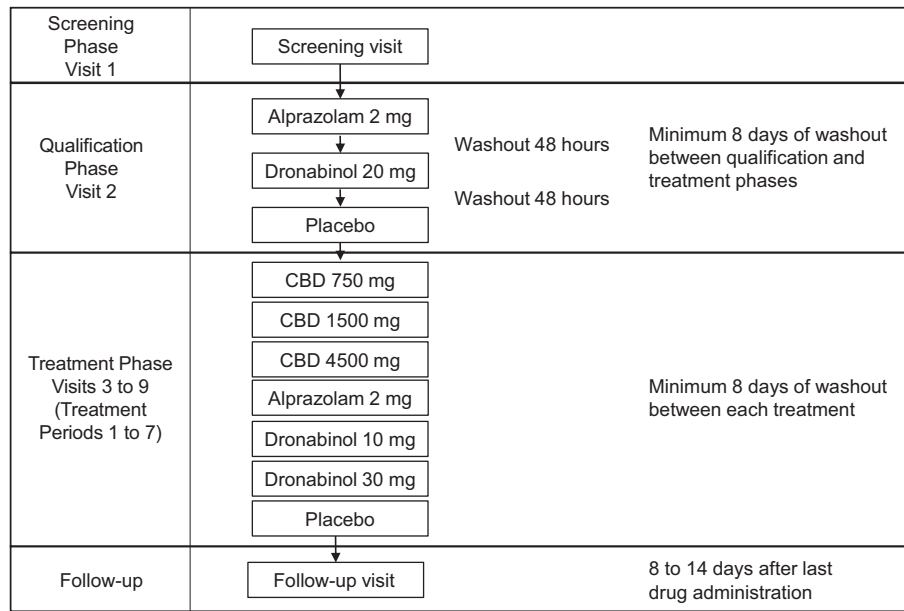 Screening
Phase
Visit 1
Screening visit
Qualification
Phase
Visit 2
Alprazolam 2 mg
Washout 48 hours
Dronabinol 20 mg
Washout 48 hours
Placebo
Minimum 8 days of washout
between qualification and
treatment phases
Treatment Phase
Visits 3 to 9
(Treatment
Periods 1 to 7)
CBD 750 mg
CBD 1500 mg
CBD 4500 mg
Alprazolam 2 mg
Dronabinol 10 mg
Dronabinol 30 mg
Placebo
Minimum 8 days of washout
between each treatment
Follow-up
Follow-up visit
8 to 14 days after last
drug administration